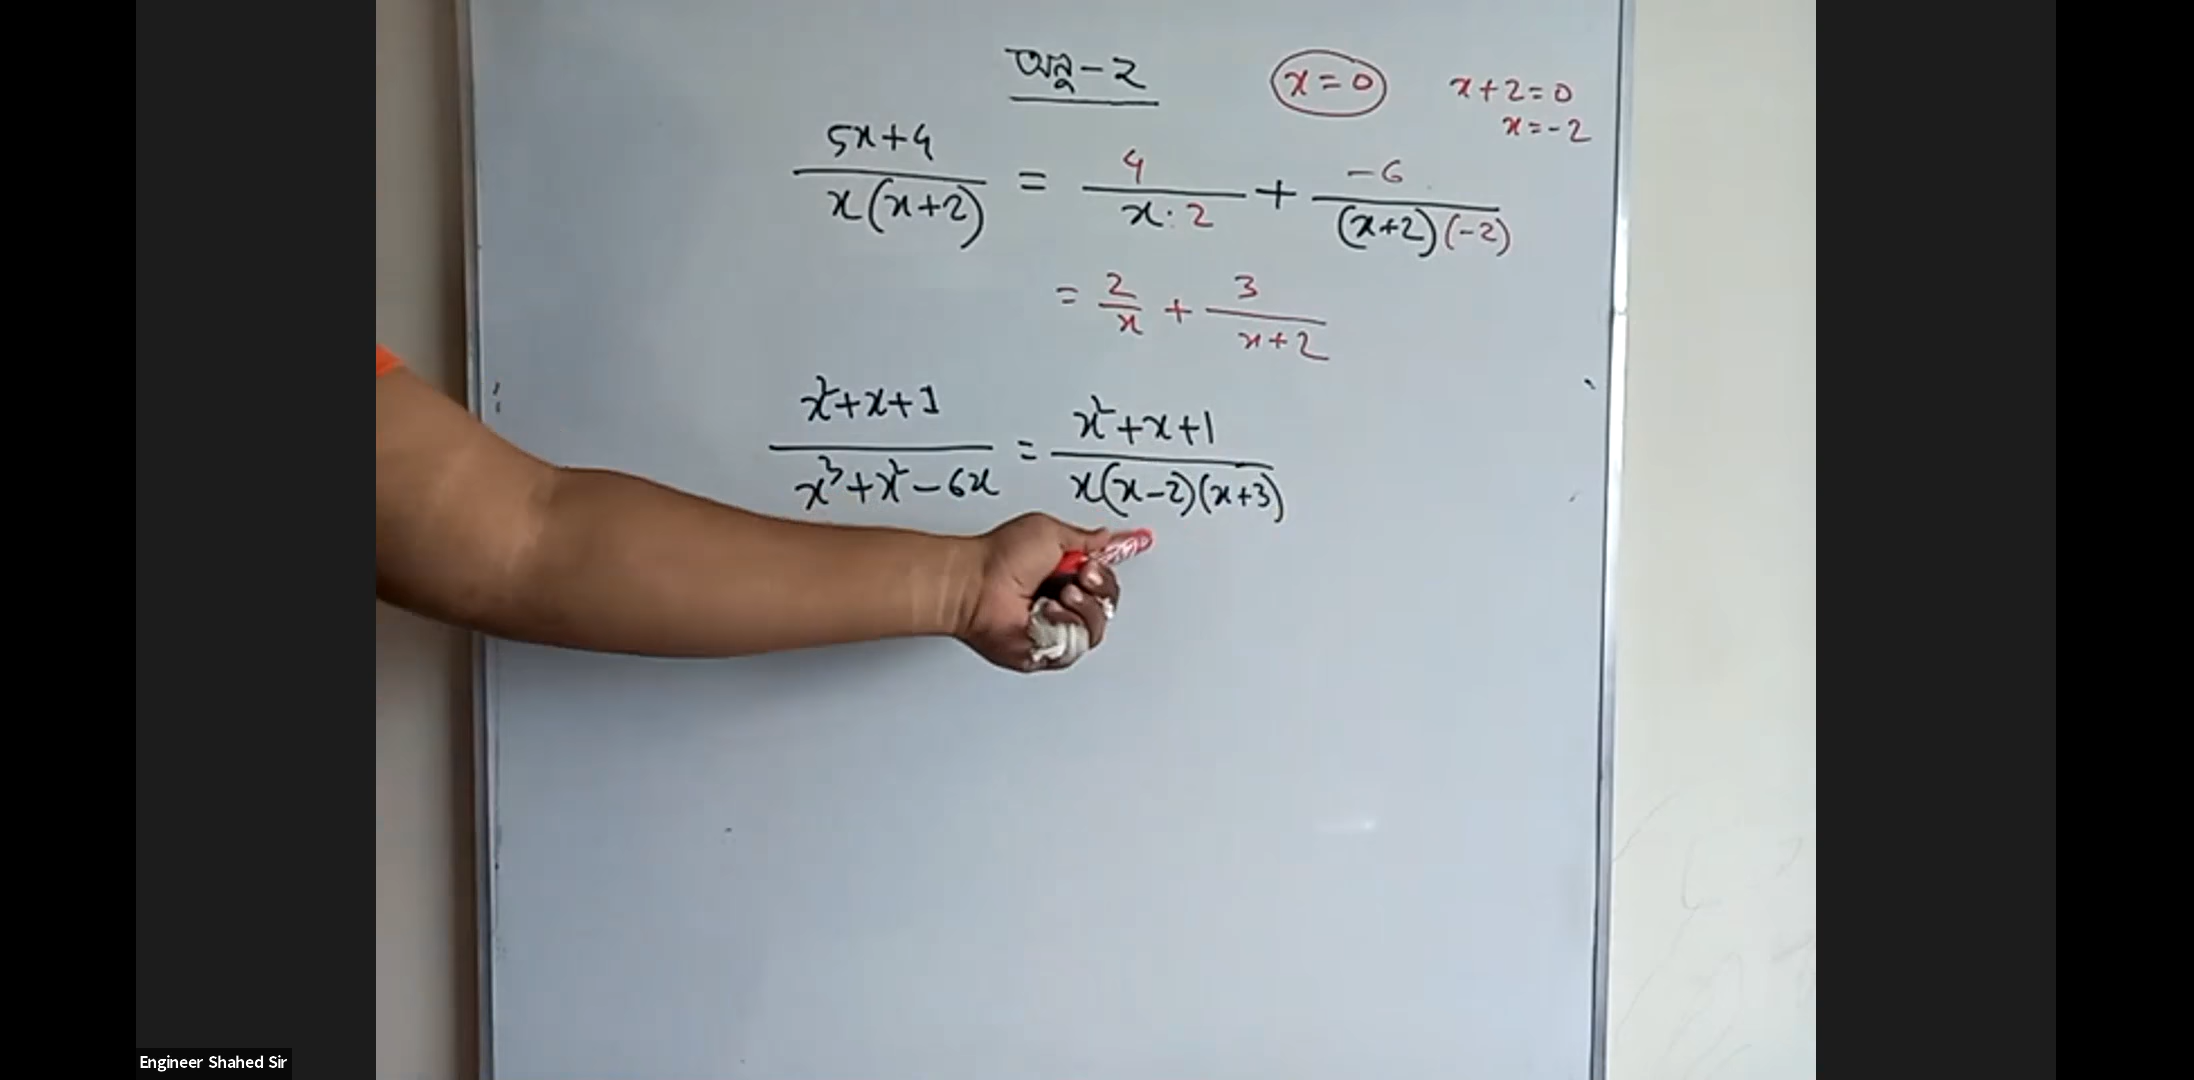 অনু-২
x=0
x+2=0
x=-2
5x+4/x(x+2) = 4/x.2 + -6/(x+2)(-2)
= 2/x + 3/x+2
x²+x+1/x³+x²-6x = x²+x+1/x(x-2)(x+3)
Engineer Shahed Sir